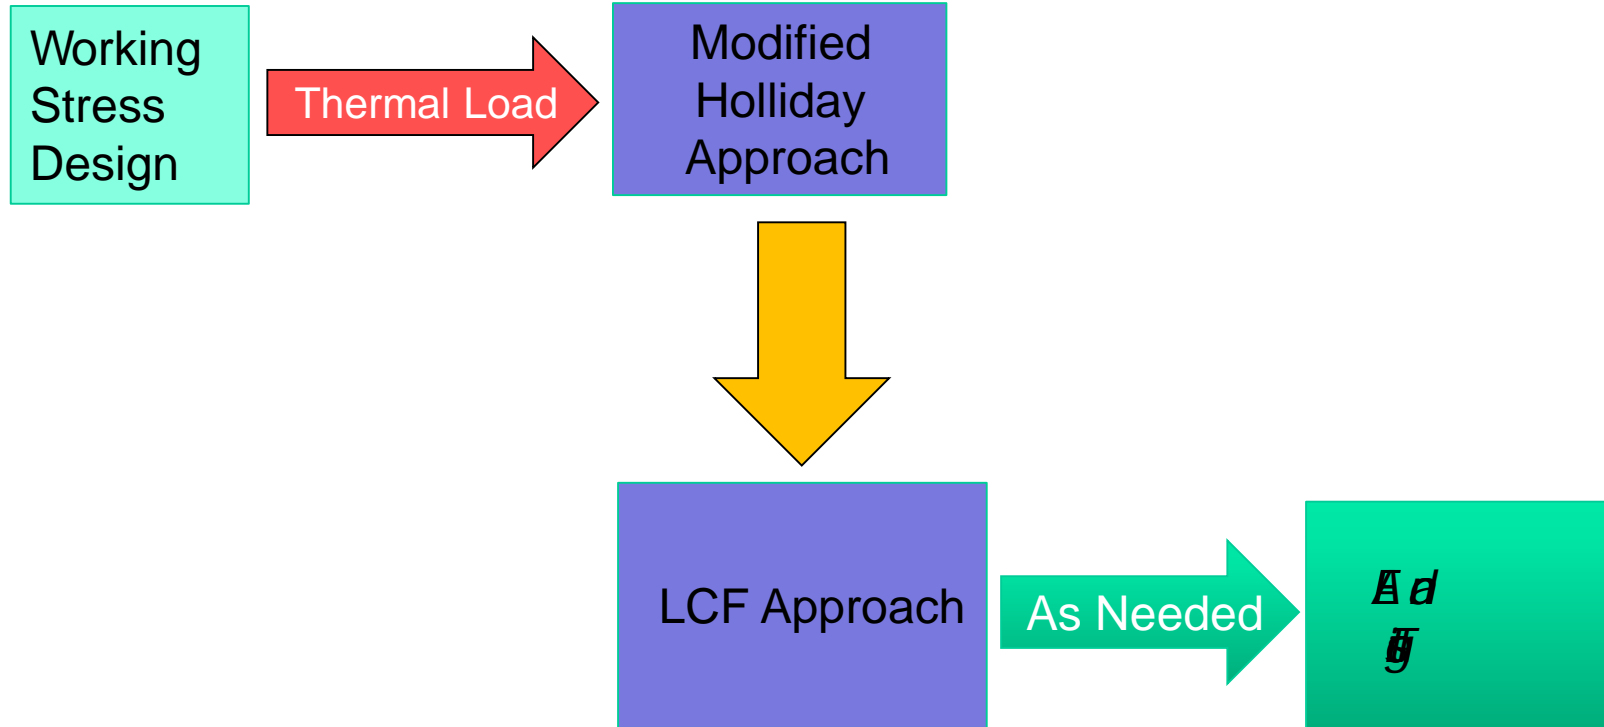 Working
Stress
Design
Thermal Load
Modified
Holliday
Approach
LCF Approach
As Needed